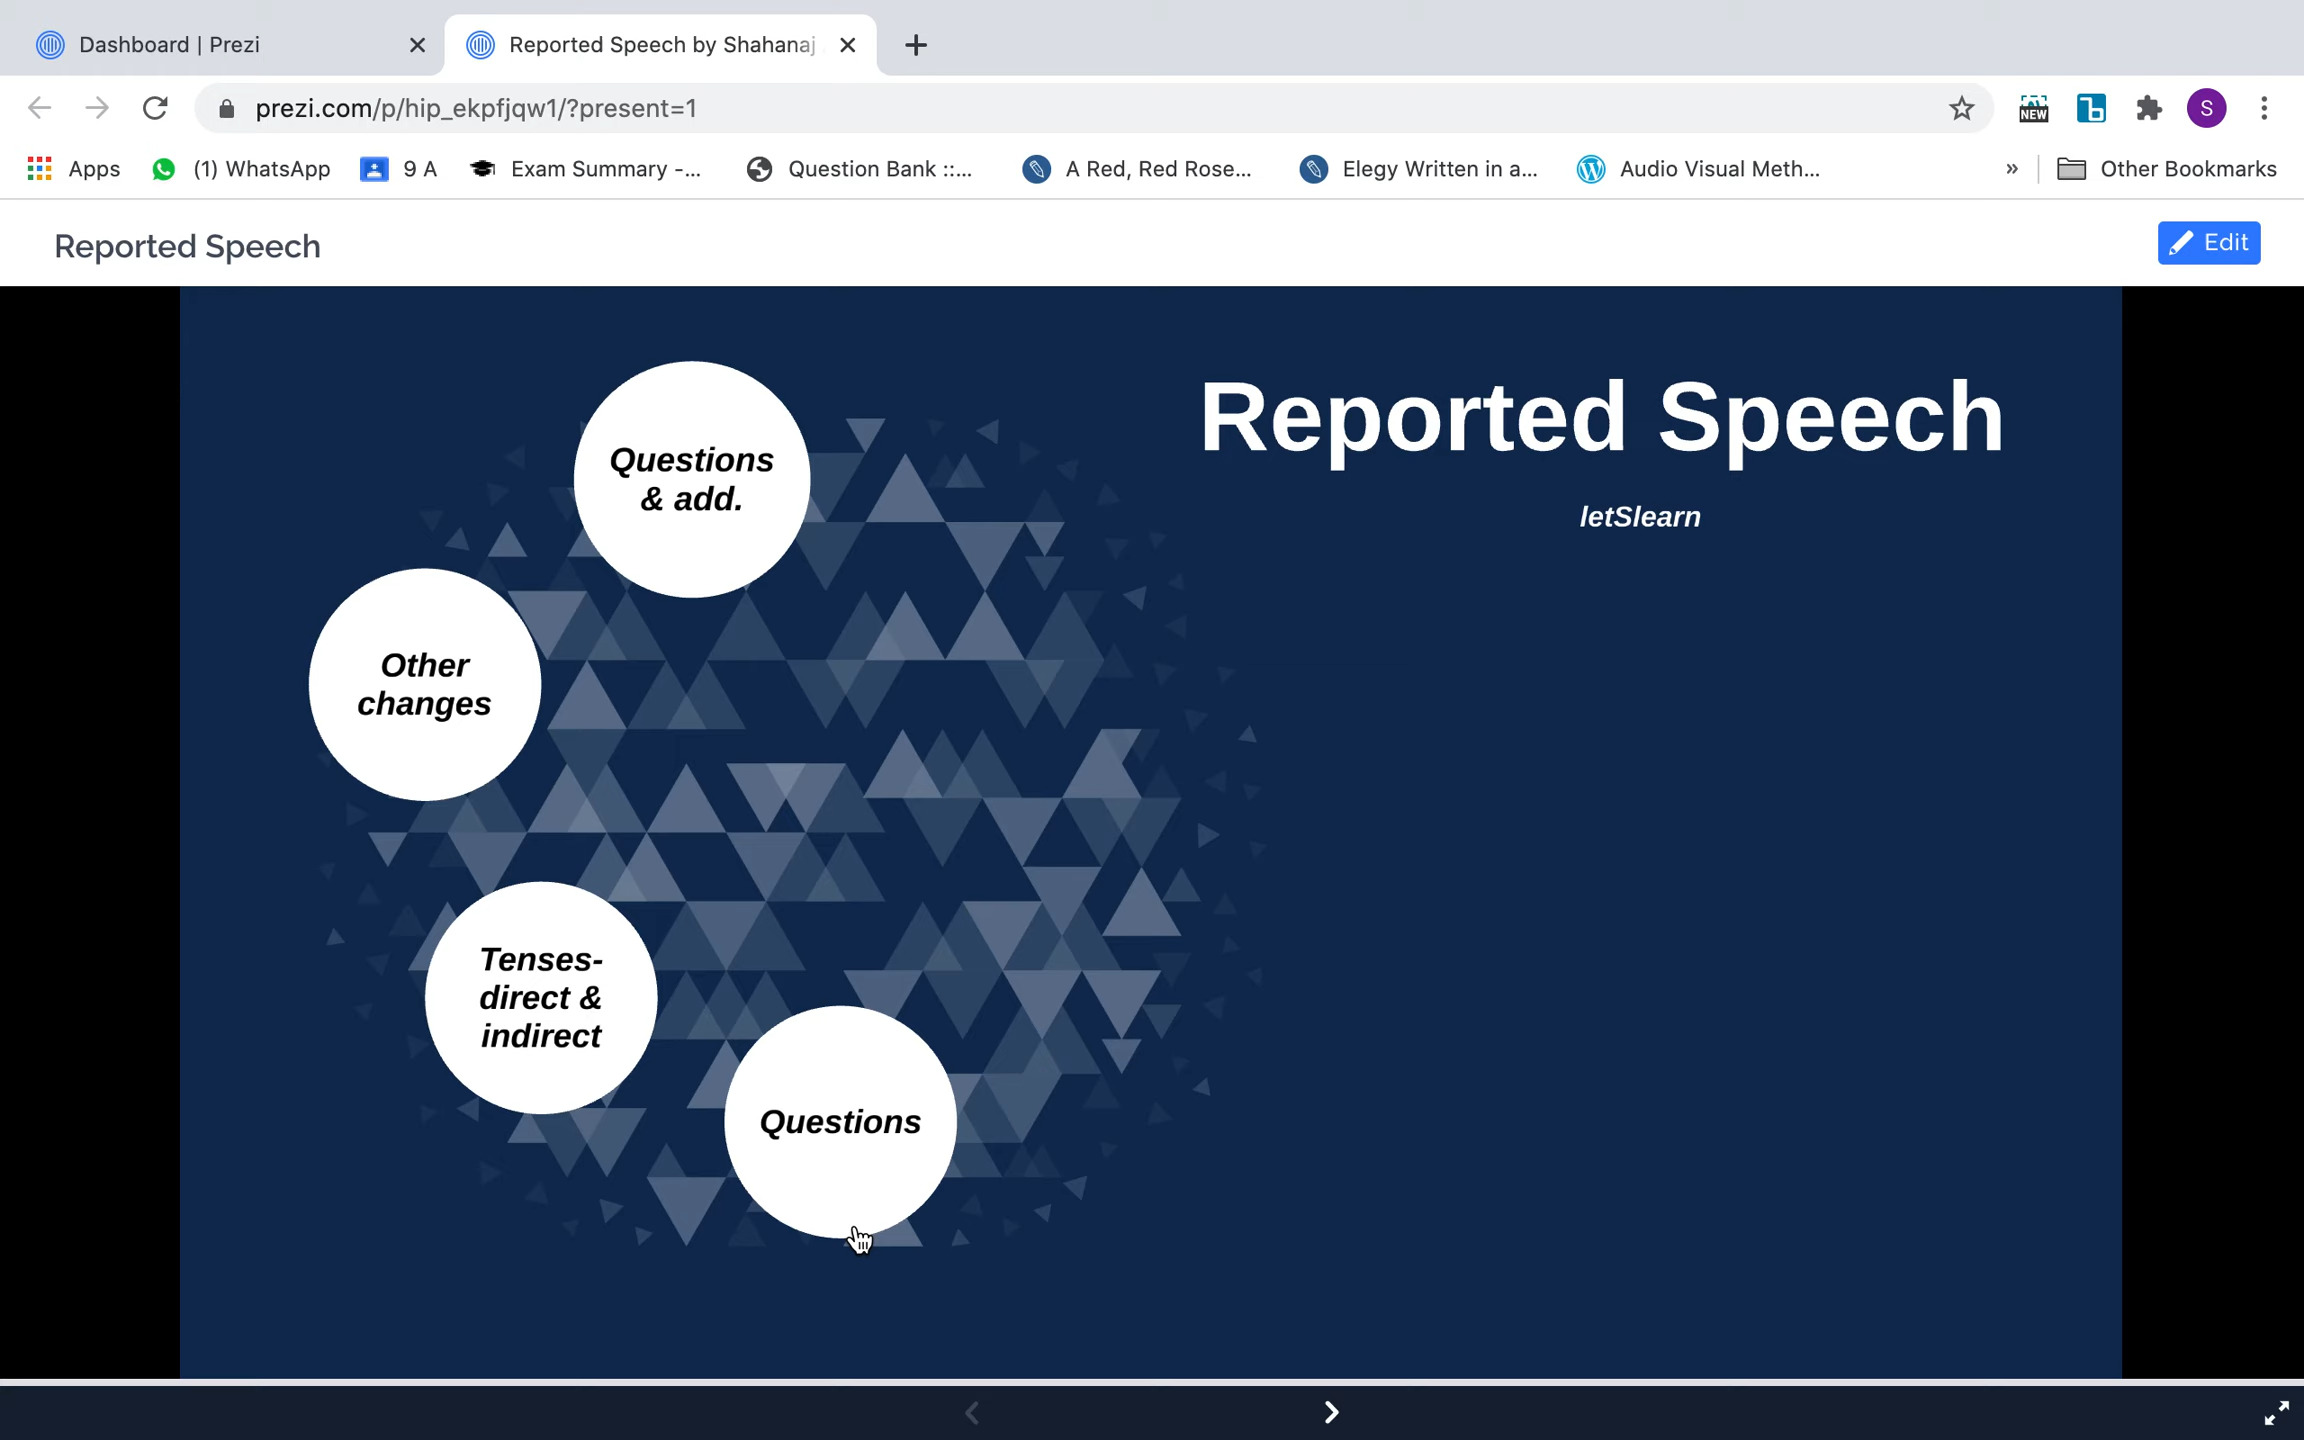 Dashboard | Prezi
Reported Speech by Shahanaj
prezi.com/p/hip_ekpfjqw1/?present=1
NEW
S
Apps
(1) WhatsApp
9 A
Exam Summary -...
Question Bank ::...
A Red, Red Rose...
Elegy Written in a...
Audio Visual Meth...
»
Other Bookmarks
Reported Speech
Edit
Reported Speech
letSlearn
Questions
& add.
Other
changes
Tenses-
direct &
indirect
Questions